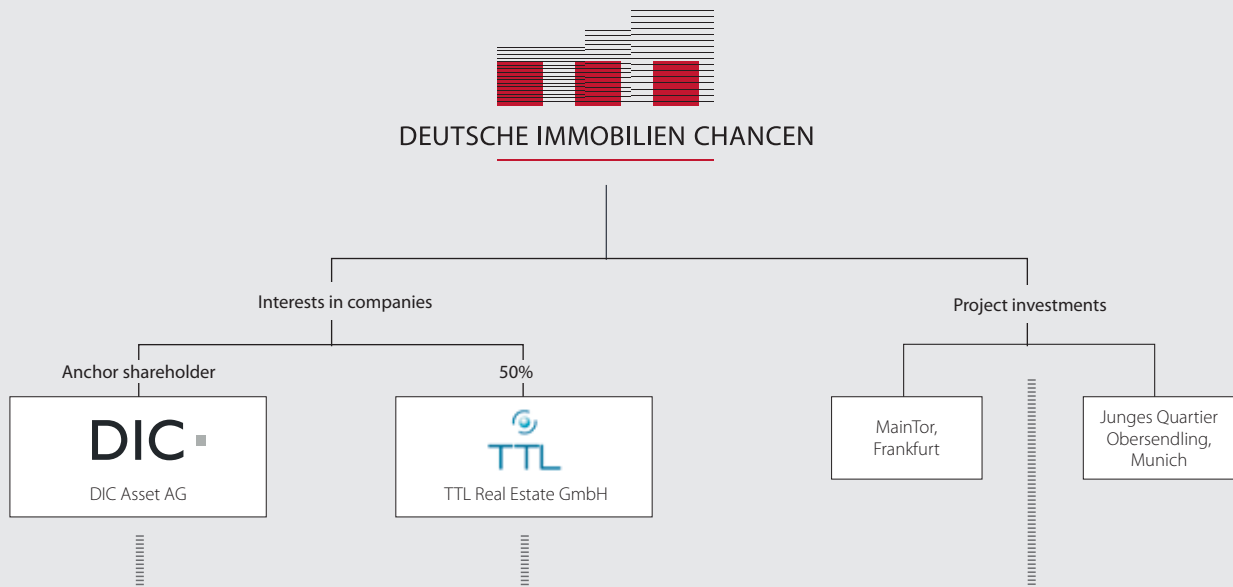 DEUTSCHE IMMOBILIEN CHANCEN
Interests in companies
Project investments
Anchor shareholder
50%
DIC
DIC Asset AG
TTL
TTL Real Estate GmbH
MainTor,
Frankfurt
Junges Quartier
Obersendling,
Munich